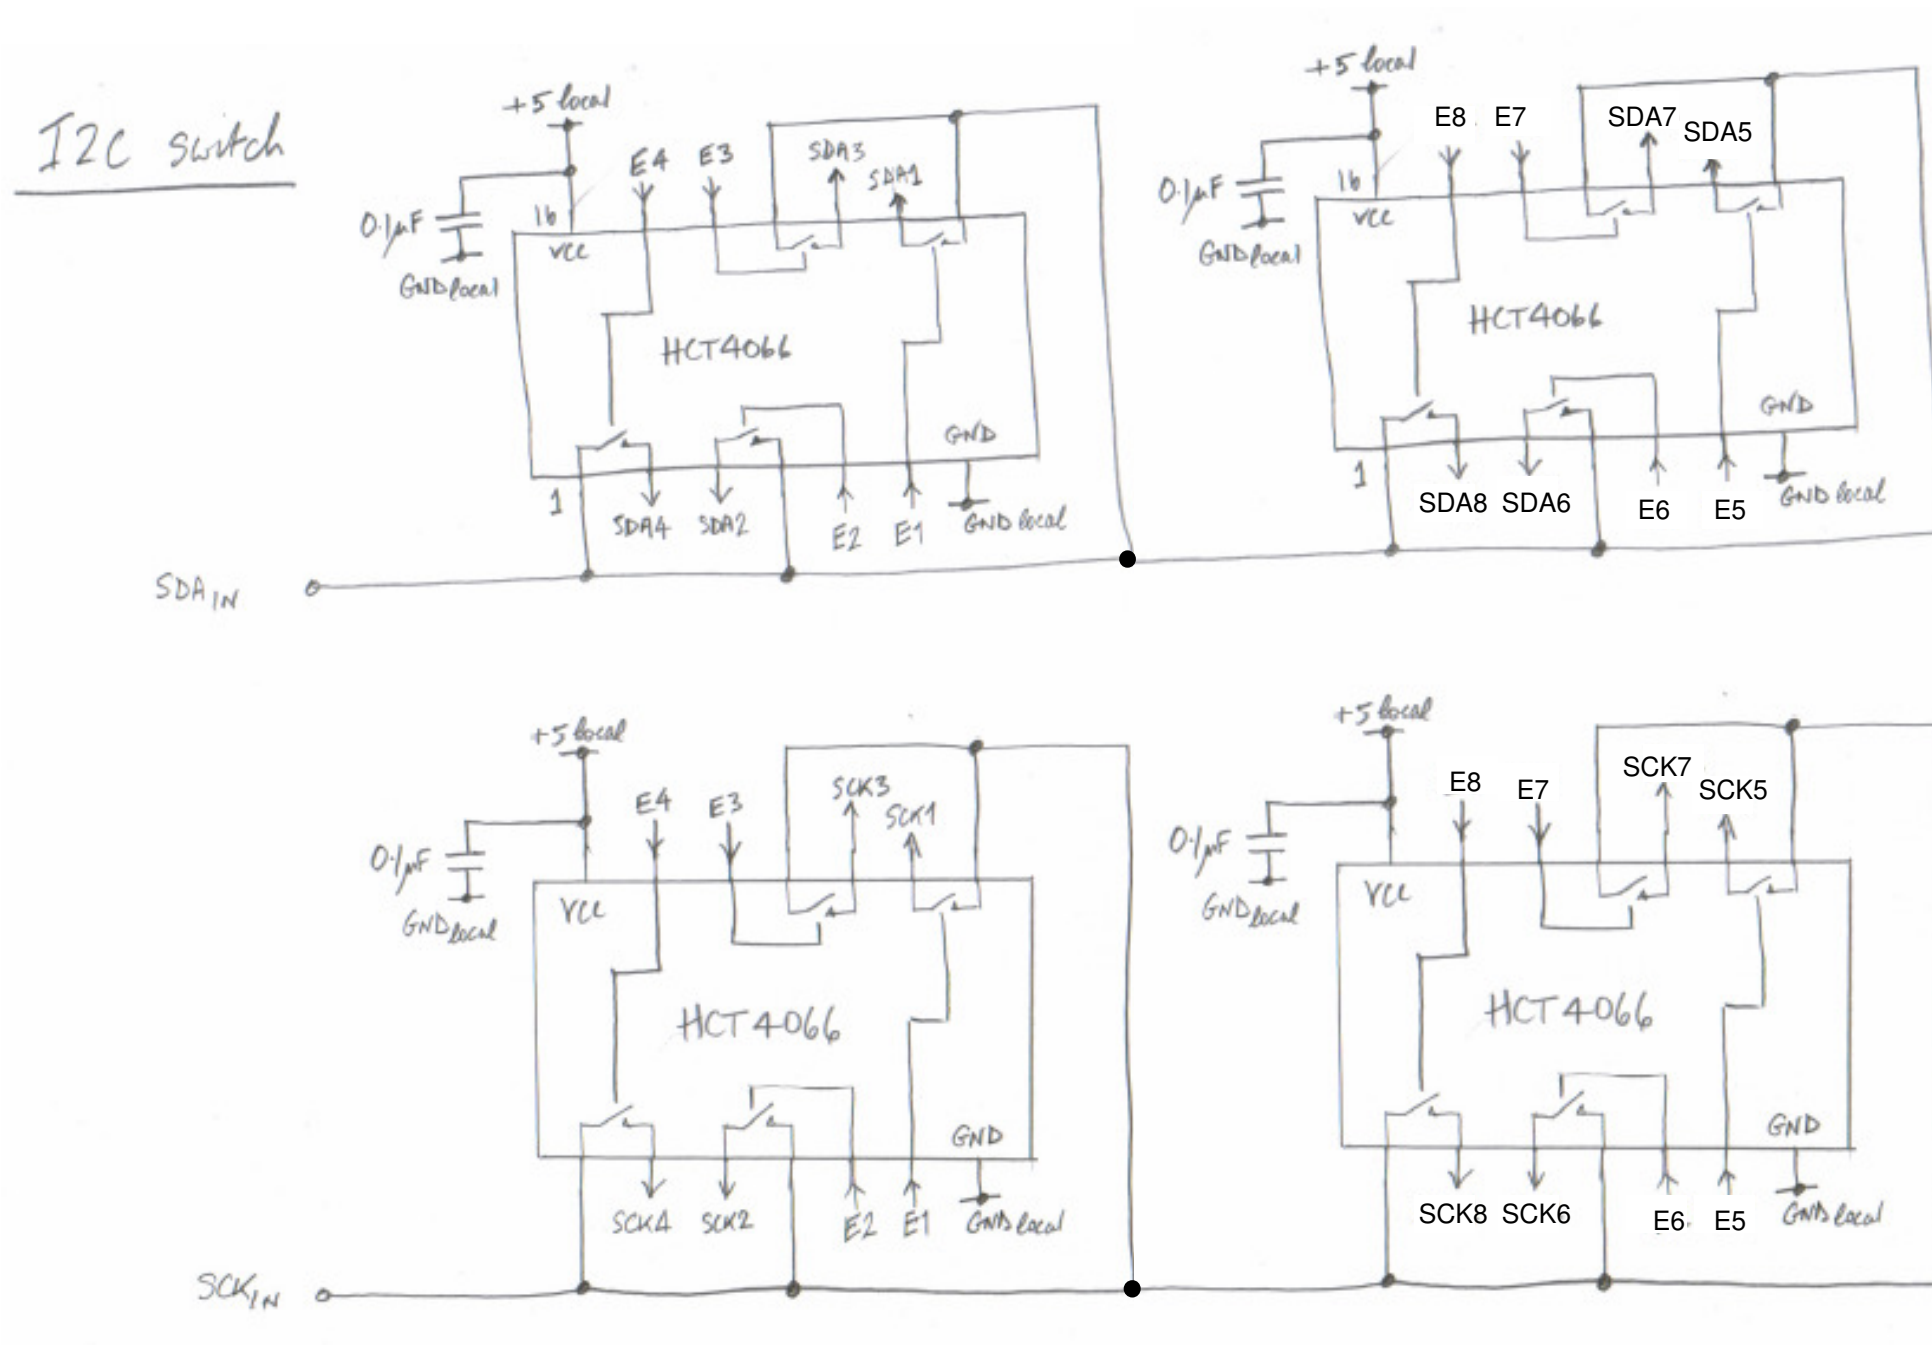 I2C switch
+5 local
E4
E3
SDA3
SDA1
0.1µF
GND local
16
VCC
HCT4066
GND
1
SDA4
SDA2
E2
E1
GND local
+5 local
E8
E7
SDA7
SDA5
0.1µF
GND local
16
VCC
HCT4066
GND
1
SDA8
SDA6
E6
E5
GND local
SDA IN
+5 local
E4
E3
SCK3
SCK1
0.1µF
GND local
VCC
HCT4066
GND
SCK4
SCK2
E2
E1
GND local
+5 local
E8
E7
SCK7
SCK5
0.1µF
GND local
VCC
HCT4066
GND
SCK8
SCK6
E6
E5
GND local
SCK IN